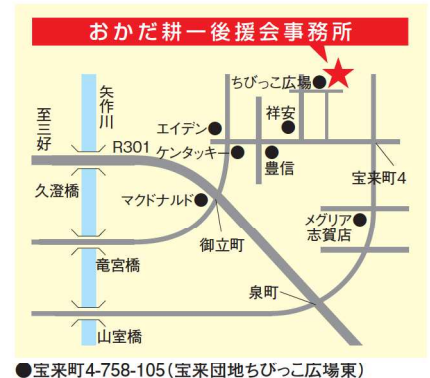 おかだ耕一後援会事務所
ちびっこ広場
至三好
矢作川
祥安
エイデン
R301
ケンタッキー
豊信
宝来町4
久澄橋
マクドナルド
メグリア
志賀店
御立町
竜宮橋
泉町
山室橋
●宝来町4-758-105(宝来団地ちびっこ広場東)